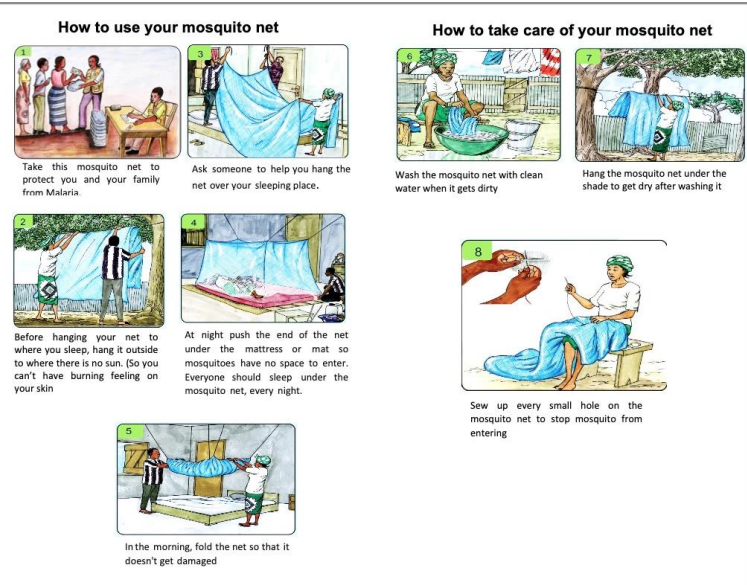 How to use your mosquito net
1
Take this mosquito net to
protect you and your family
from Malaria.
2
Before hanging your net to
where you sleep, hang it outside
to where there is no sun. (So you
can't have burning feeling on
your skin
3
Ask someone to help you hang the
net over your sleeping place.
4
At night push the end of the net
under the mattress or mat so
mosquitoes have no space to enter.
Everyone should sleep under the
mosquito net, every night.
5
In the morning, fold the net so that it
doesn't get damaged
How to take care of your mosquito net
6
Wash the mosquito net with clean
water when it gets dirty
7
Hang the mosquito net under the
shade to get dry after washing it
8
Sew up every small hole on the
mosquito net to stop mosquito from
entering